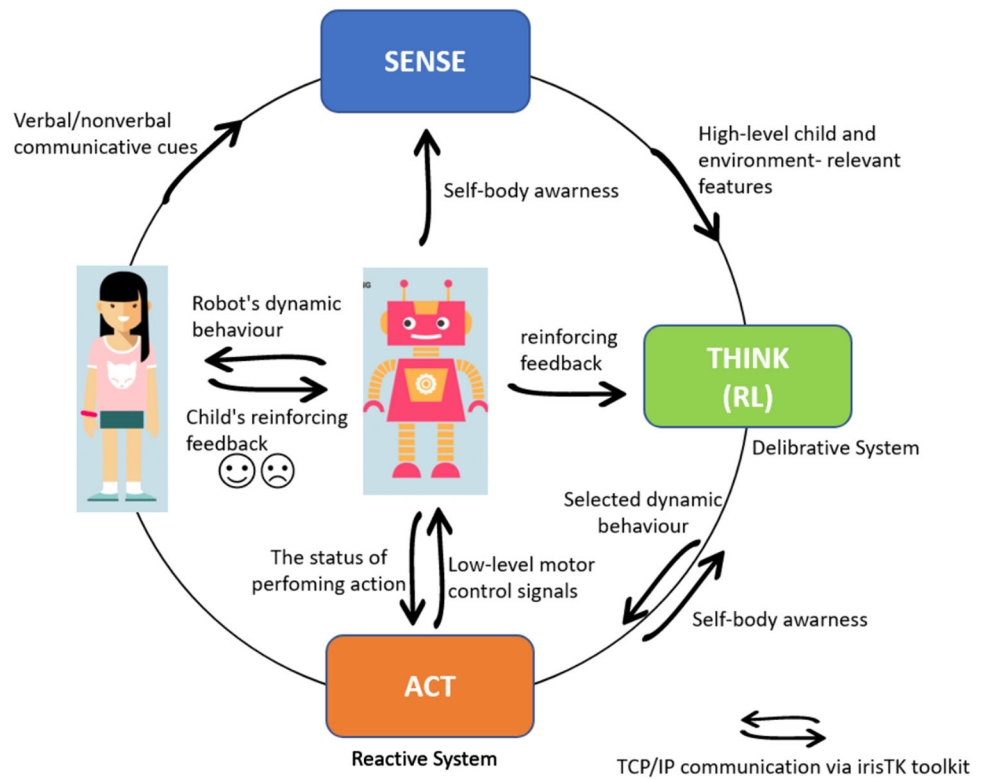 SENSE
Verbal/nonverbal
communicative cues
High-level child and
environment- relevant
features
Self-body awarness
NG
Robot's dynamic
behaviour
reinforcing
feedback
THINK
(RL)
Child's reinforcing
feedback
Delibrative System
Selected dynamic
behaviour
The status of
perfoming action
Low-level motor
control signals
Self-body awarness
ACT
Reactive System
TCP/IP communication via irisTK toolkit